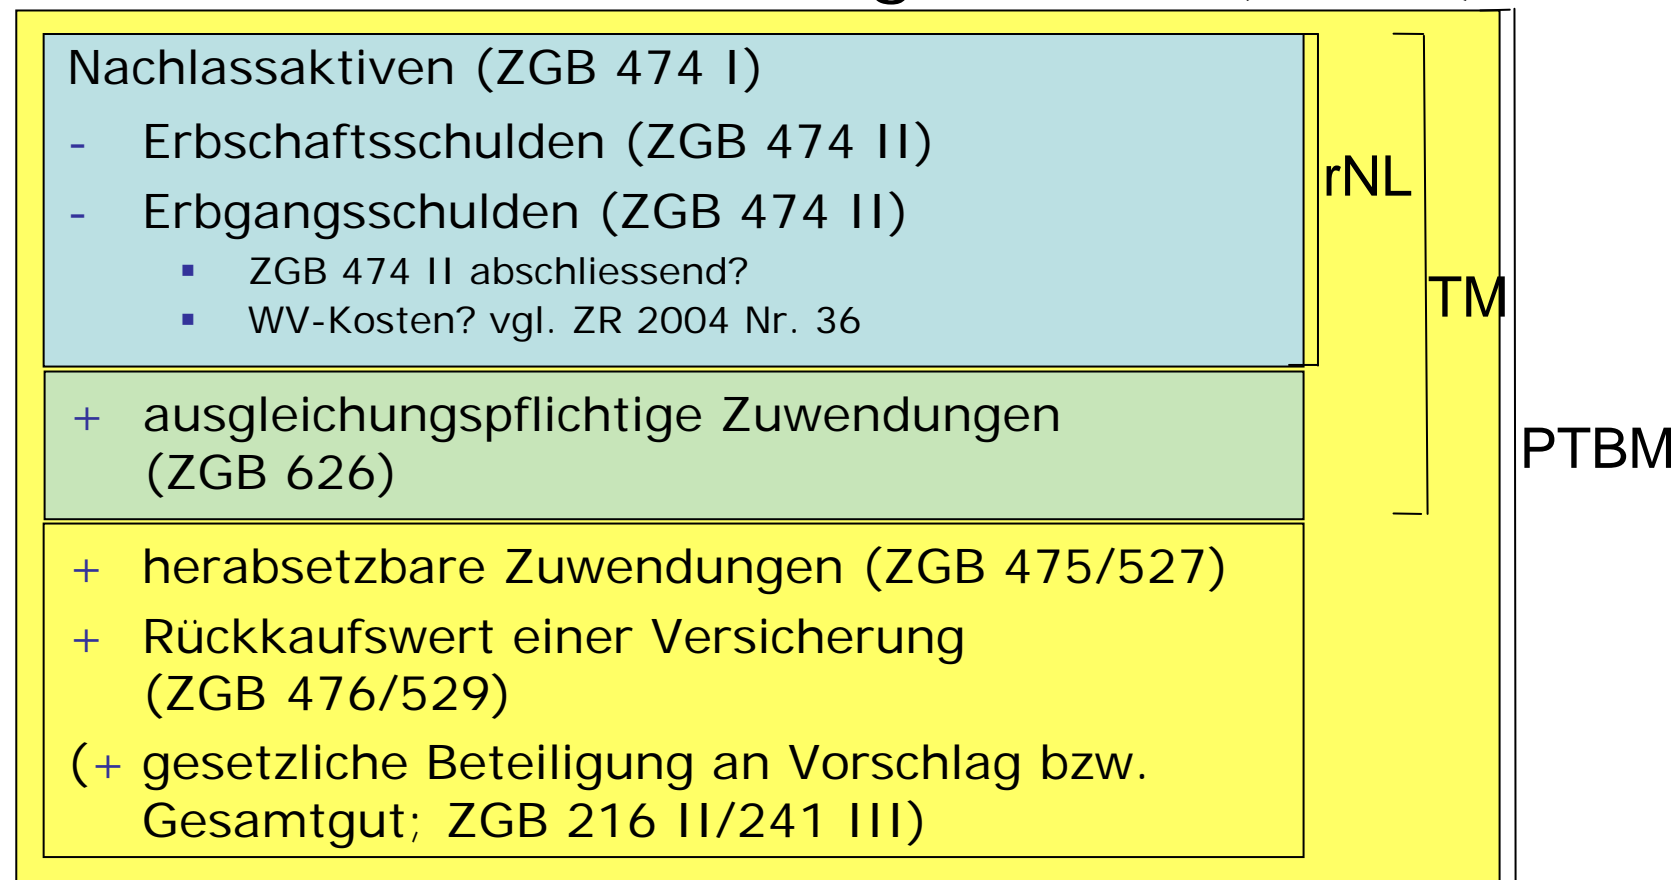 Nachlassaktiven (ZGB 474 I)
- Erbschaftsschulden (ZGB 474 II)
- Erbgangsschulden (ZGB 474 II)
▪ ZGB 474 II abschliessend?
▪ WV-Kosten? vgl. ZR 2004 Nr. 36
rNL
TM
+ ausgleichungspflichtige Zuwendungen
(ZGB 626)
PTBM
+ herabsetzbare Zuwendungen (ZGB 475/527)
+ Rückkaufswert einer Versicherung
(ZGB 476/529)
(+ gesetzliche Beteiligung an Vorschlag bzw.
Gesamtgut; ZGB 216 II/241 III)